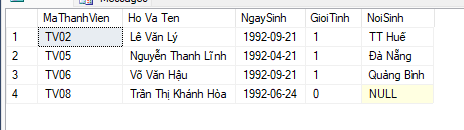 MaThanhVien Ho Va Ten NgaySinh GioiTinh NoiSinh
1 TV02 Lê Văn Lý 1992-09-21 1 TT Huế
2 TV05 Nguyễn Thanh Lĩnh 1992-04-21 1 Đà Nẵng
3 TV06 Võ Văn Hậu 1992-09-21 1 Quảng Bình
4 TV08 Trần Thị Khánh Hòa 1992-06-24 0 NULL